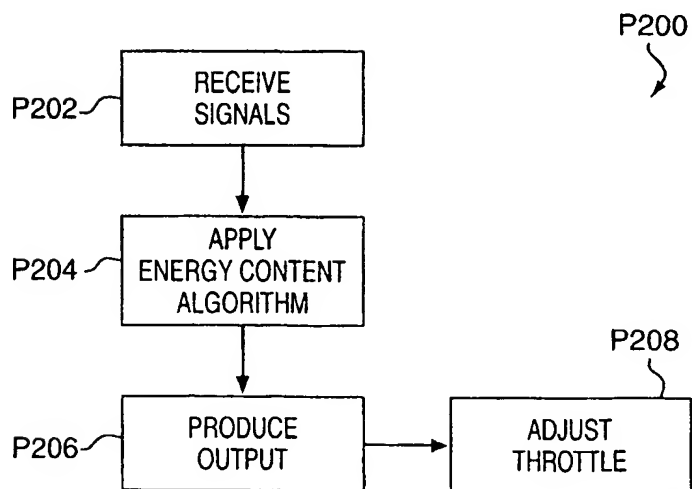 P200
P202
RECEIVE
SIGNALS
P204
APPLY
ENERGY CONTENT
ALGORITHM
P206
PRODUCE
OUTPUT
P208
ADJUST
THROTTLE